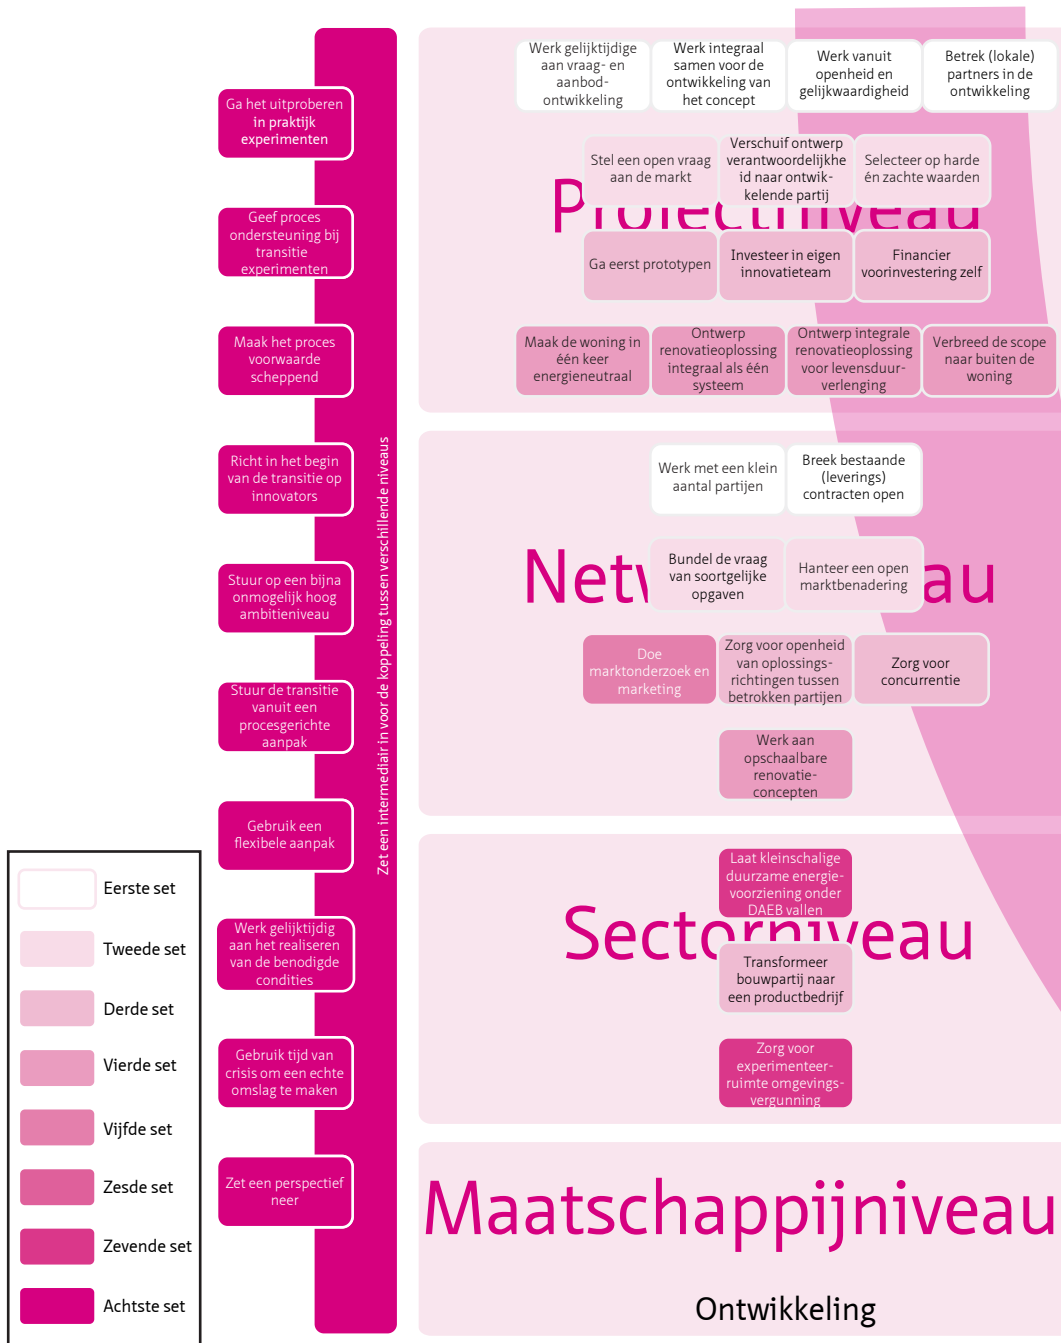 Ga het uitproberen
in praktijk
experimenten
Geef proces
ondersteuning bij
transitie
experimenten
Maak het proces
voorwaarde
scheppend
Richt in het begin
van de transitie op
innovators
Stuur op een bijna
onmogelijk hoog
ambitieniveau
Stuur de transitie
vanuit een
procesgerichte
aanpak
Gebruik een
flexibele aanpak
Werk gelijktijdig
aan het realiseren
van de benodigde
condities
Gebruik tijd van
crisis om een echte
omslag te maken
Zet een perspectief
neer
Zet een intermediair in voor de koppeling tussen verschillende niveaus
Projectniveau
Werk gelijktijdige
aan vraag- en
aanbod-
ontwikkeling
Werk integraal
samen voor de
ontwikkeling van
het concept
Werk vanuit
openheid en
gelijkwaardigheid
Betrek (lokale)
partners in de
ontwikkeling
Stel een open vraag
aan de markt
Verschuif ontwerp
verantwoordelijkhe
id naar ontwik-
kelende partij
Selecteer op harde
én zachte waarden
Ga eerst prototypen
Investeer in eigen
innovatieteam
Financier
voorinvestering zelf
Maak de woning in
één keer
energieneutraal
Ontwerp
renovatieoplossing
integraal als één
systeem
Ontwerp integrale
renovatieoplossing
voor levensduur-
verlenging
Verbreed de scope
naar buiten de
woning
Werk met een klein
aantal partijen
Breek bestaande
(leverings)
contracten open
Netw au
Bundel de vraag
van soortgelijke
opgaven
Hanteer een open
marktbenadering
Doe
marktonderzoek en
marketing
Zorg voor openheid
van oplossings-
richtingen tussen
betrokken partijen
Zorg voor
concurrentie
Werk aan
opschaalbare
renovatie-
concepten
Laat kleinschalige
duurzame energie-
voorziening onder
DAEB vallen
Sectorniveau
Transformeer
bouwpartij naar
een productbedrijf
Zorg voor
experimenteer-
ruimte omgevings-
vergunning
Maatschappijniveau
Ontwikkeling
Eerste set
Tweede set
Derde set
Vierde set
Vijfde set
Zesde set
Zevende set
Achtste set